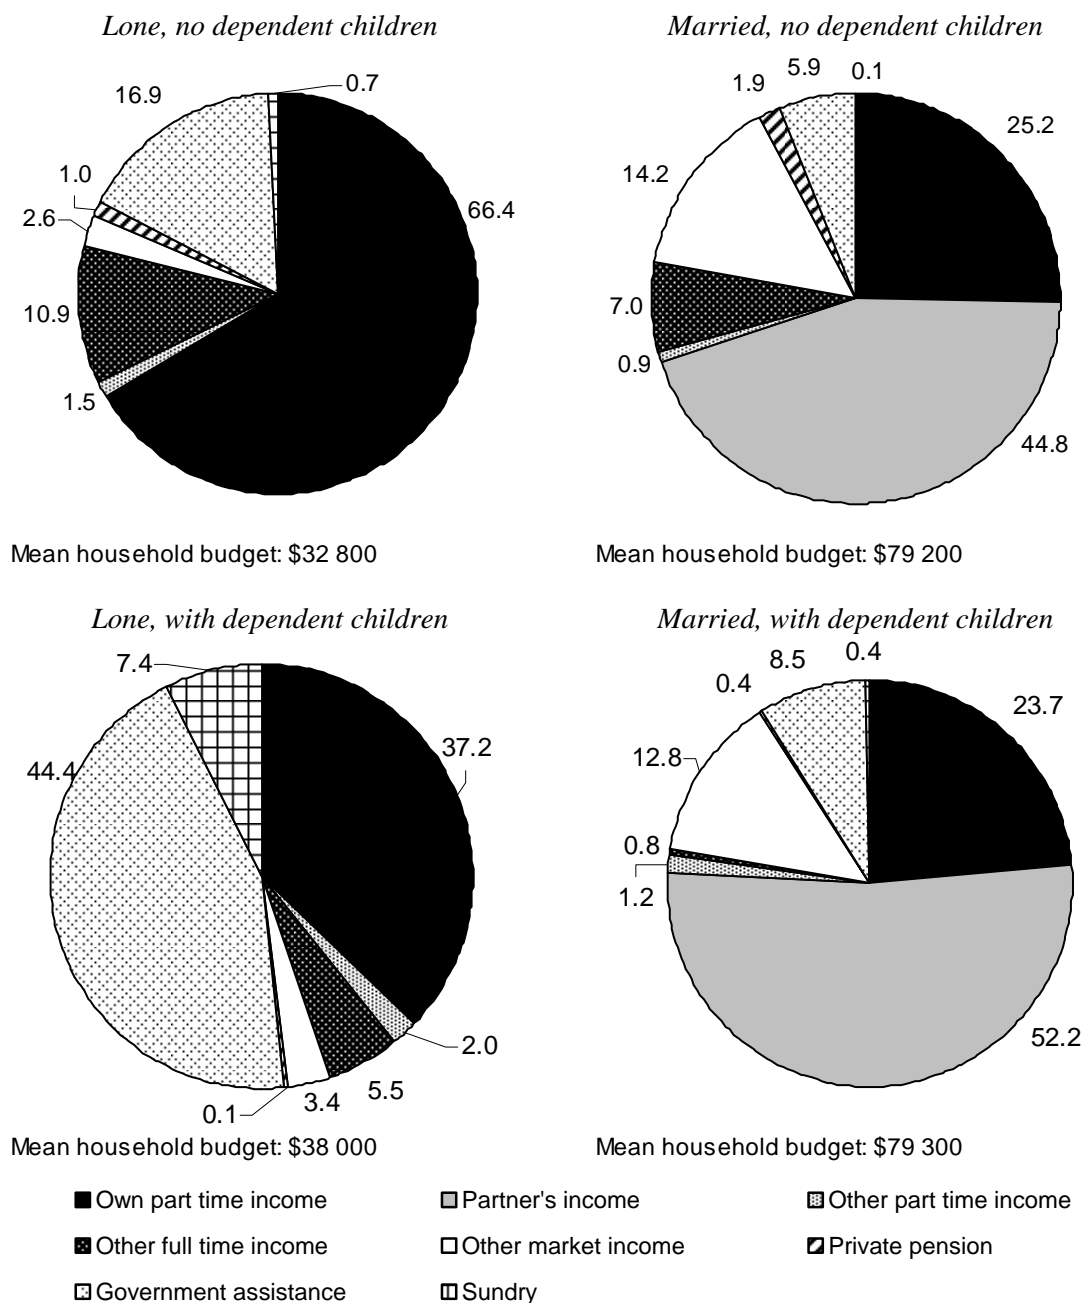 Lone, no dependent children
Married, no dependent children
0.7
16.9
1.0
2.6
66.4
10.9
1.5
1.9
5.9
0.1
25.2
14.2
7.0
0.9
44.8
Mean household budget: $32 800
Mean household budget: $79 200
Lone, with dependent children
Married, with dependent children
7.4
44.4
37.2
2.0
5.5
3.4
0.1
0.4
8.5
0.4
23.7
12.8
0.8
1.2
52.2
Mean household budget: $38 000
Mean household budget: $79 300
Own part time income
Partner's income
Other part time income
Other full time income
Other market income
Private pension
Government assistance
Sundry